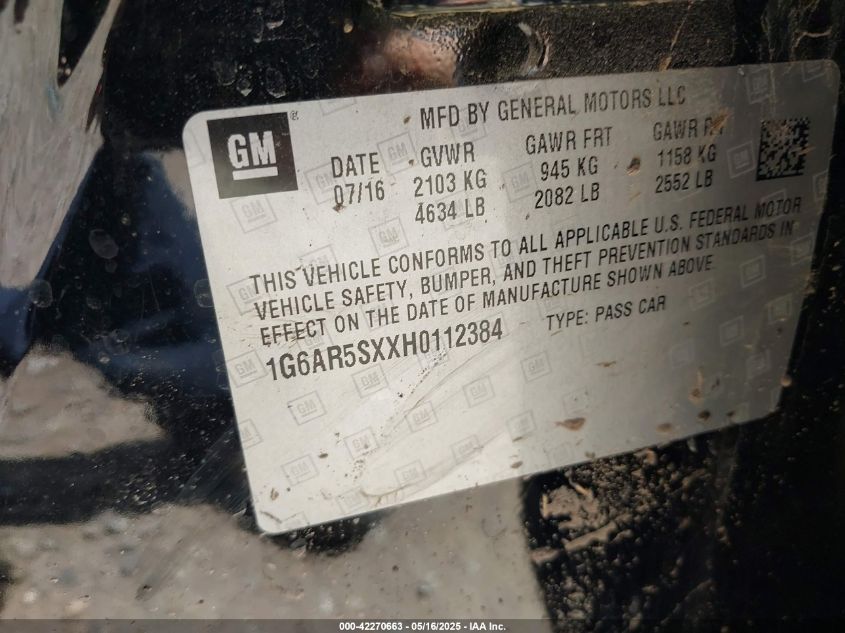 GM
®
MFD BY GENERAL MOTORS LLC
DATE GVWR GAWR FRT GAWR RT
07/16 2103 KG 945 KG 1158 KG
4634 LB 2082 LB 2552 LB
THIS VEHICLE CONFORMS TO ALL APPLICABLE U.S. FEDERAL MOTOR
VEHICLE SAFETY, BUMPER, AND THEFT PREVENTION STANDARDS IN
EFFECT ON THE DATE OF MANUFACTURE SHOWN ABOVE.
1G6AR5SXXH0112384 TYPE: PASS CAR
000-42270663 - 05/16/2025 - IAA Inc.